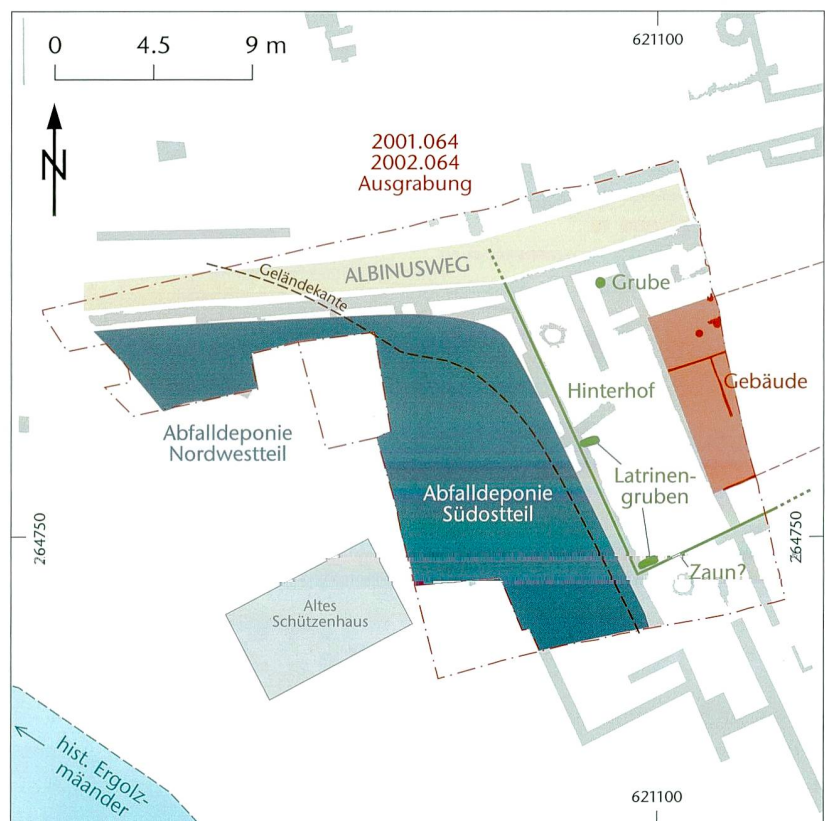 0 4.5 9 m
621100
N
2001.064
2002.064
Ausgrabung
Geländekante
ALBINUSWEG
Grube
Hinterhof
Gebäude
Abfalldeponie
Nordwestteil
Abfalldeponie
Südostteil
Latrinen-
gruben
264750
264750
Zaun?
Altes
Schützenhaus
hist. Ergolz-
mäander
621100